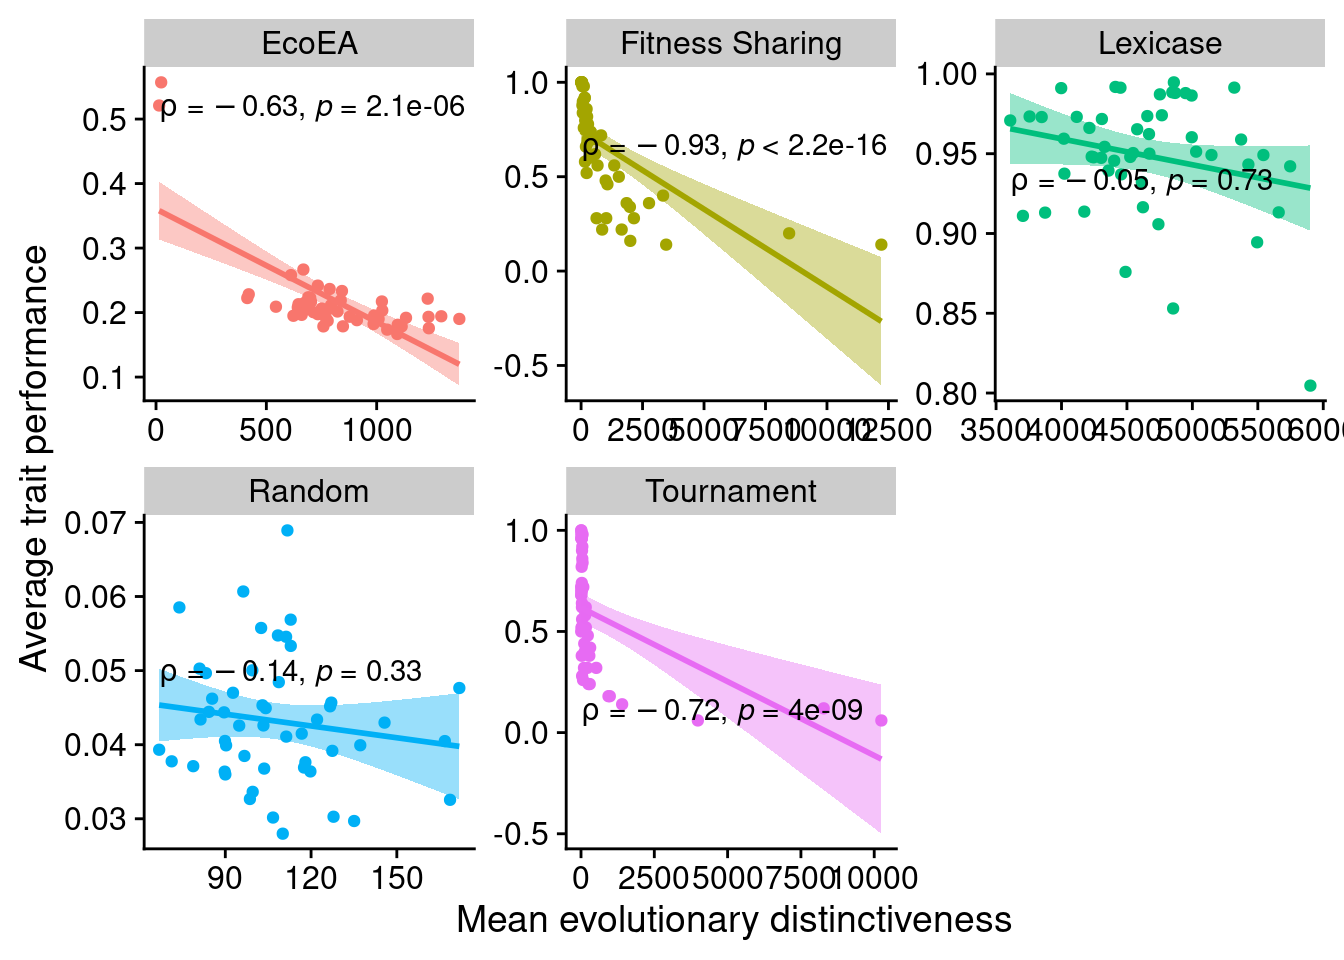 EcoEA
Fitness Sharing
Lexicase
ρ = −0.63, p = 2.1e-06
ρ = −0.93, p < 2.2e-16
ρ = −0.05, p = 0.73
0.5
0.4
0.3
0.2
0.1
1.0
0.5
0.0
-0.5
1.00
0.95
0.90
0.85
0.80
0 500 1000
0 2500 5000 7500 10000 12500
3500 4000 4500 5000 5500 6000
Random
Tournament
ρ = −0.14, p = 0.33
ρ = −0.72, p = 4e-09
0.07
0.06
0.05
0.04
0.03
1.0
0.5
0.0
-0.5
90 120 150
0 2500 5000 7500 10000
Average trait performance
Mean evolutionary distinctiveness